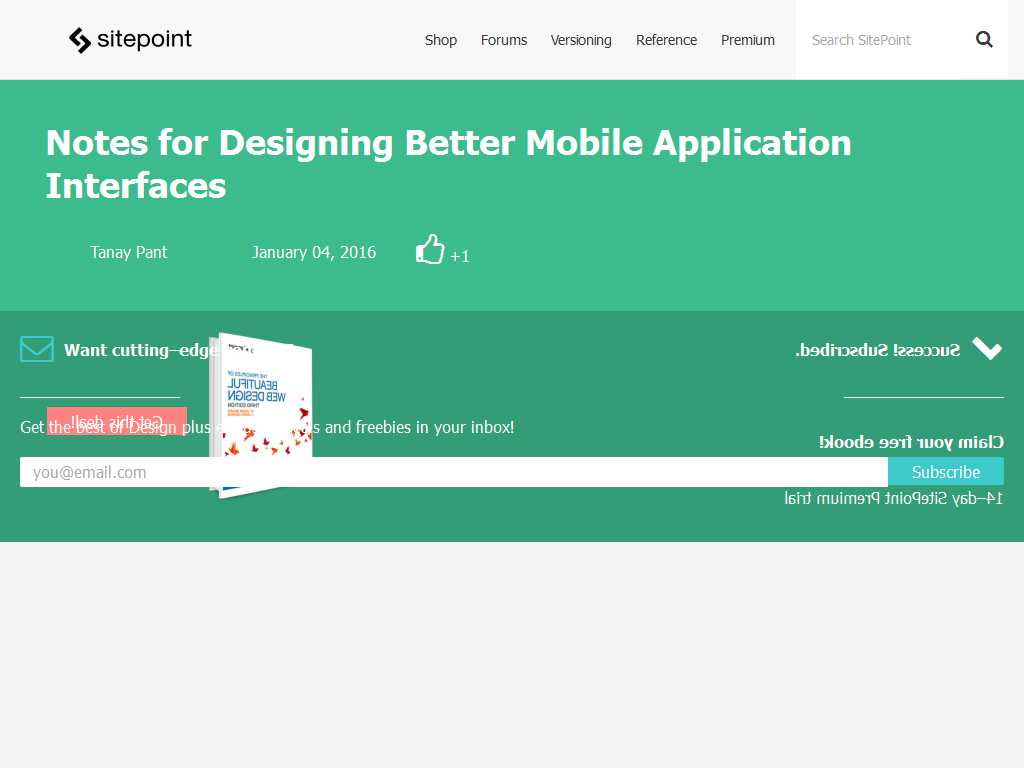 sitepoint
Shop
Forums
Versioning
Reference
Premium
Search SitePoint
Notes for Designing Better Mobile Application
Interfaces
Tanay Pant
January 04, 2016
+1
Want cutting-edge
Success! Subscribed.
THE PRINCIPLES OF
BEAUTIFUL
WEB DESIGN
THIRD EDITION
Get this deal!
Get the best of Design plus
and freebies in your inbox!
Claim your free ebook!
you@email.com
Subscribe
14-day SitePoint Premium trial